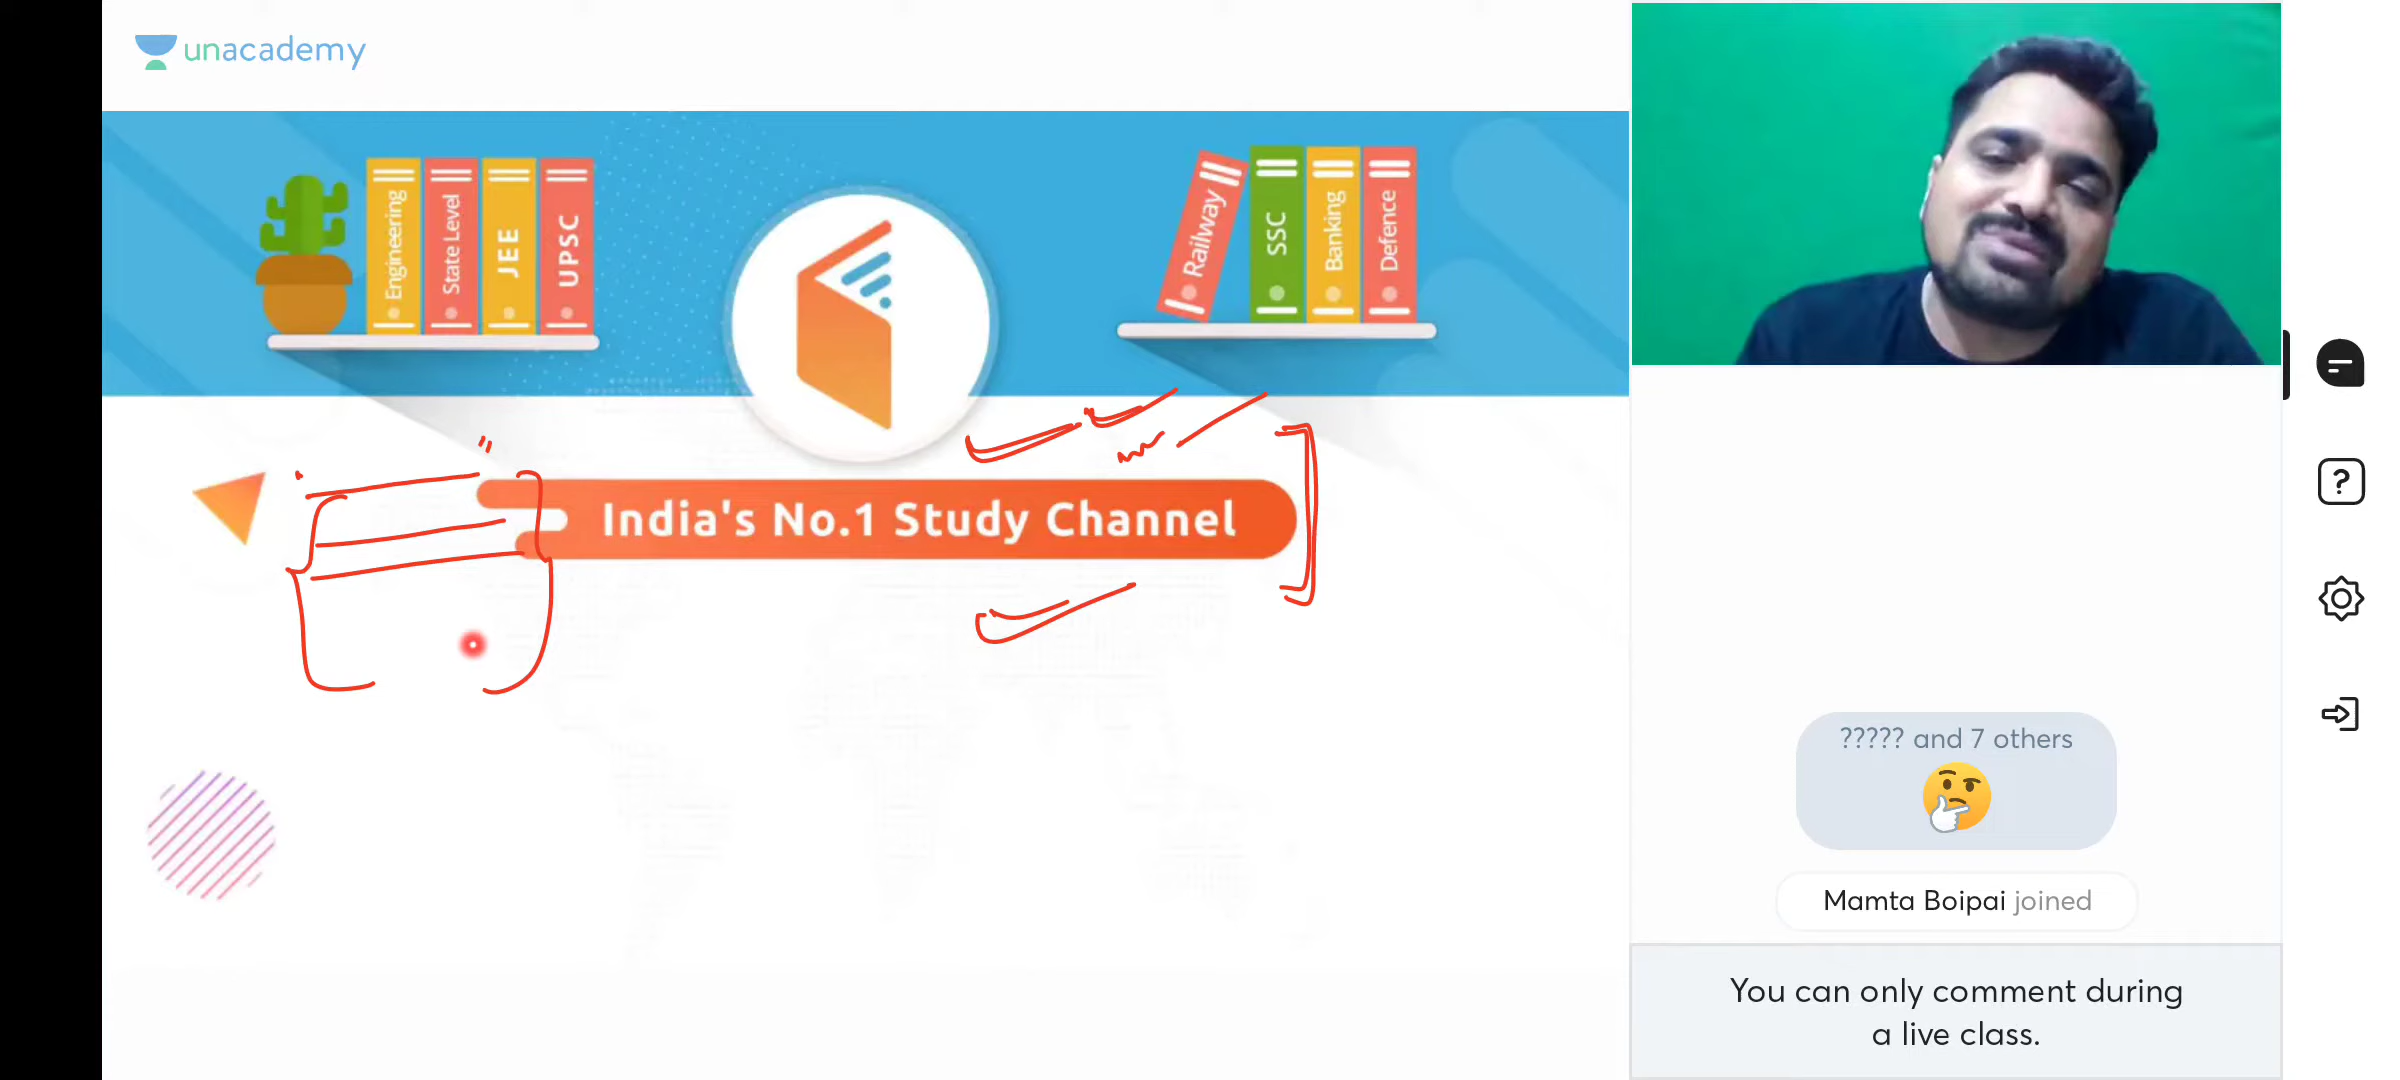 unacademy
Engineering
State Level
JEE
UPSC
Railway
SSC
Banking
Defence
India's No.1 Study Channel
?
????? and 7 others
Mamta Boipai joined
You can only comment during
a live class.